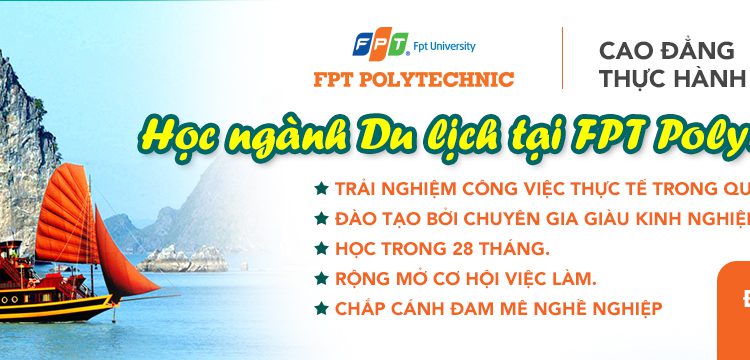 FPT Fpt University
FPT POLYTECHNIC
CAO ĐẲNG
THỰC HÀNH
Học ngành Du lịch tại FPT Poly
TRẢI NGHIỆM CÔNG VIỆC THỰC TẾ TRONG QU
ĐÀO TẠO BỞI CHUYÊN GIA GIÀU KINH NGHIỆ
HỌC TRONG 28 THÁNG.
RỘNG MỞ CƠ HỘI VIỆC LÀM.
CHẮP CÁNH ĐAM MÊ NGHỀ NGHIỆP